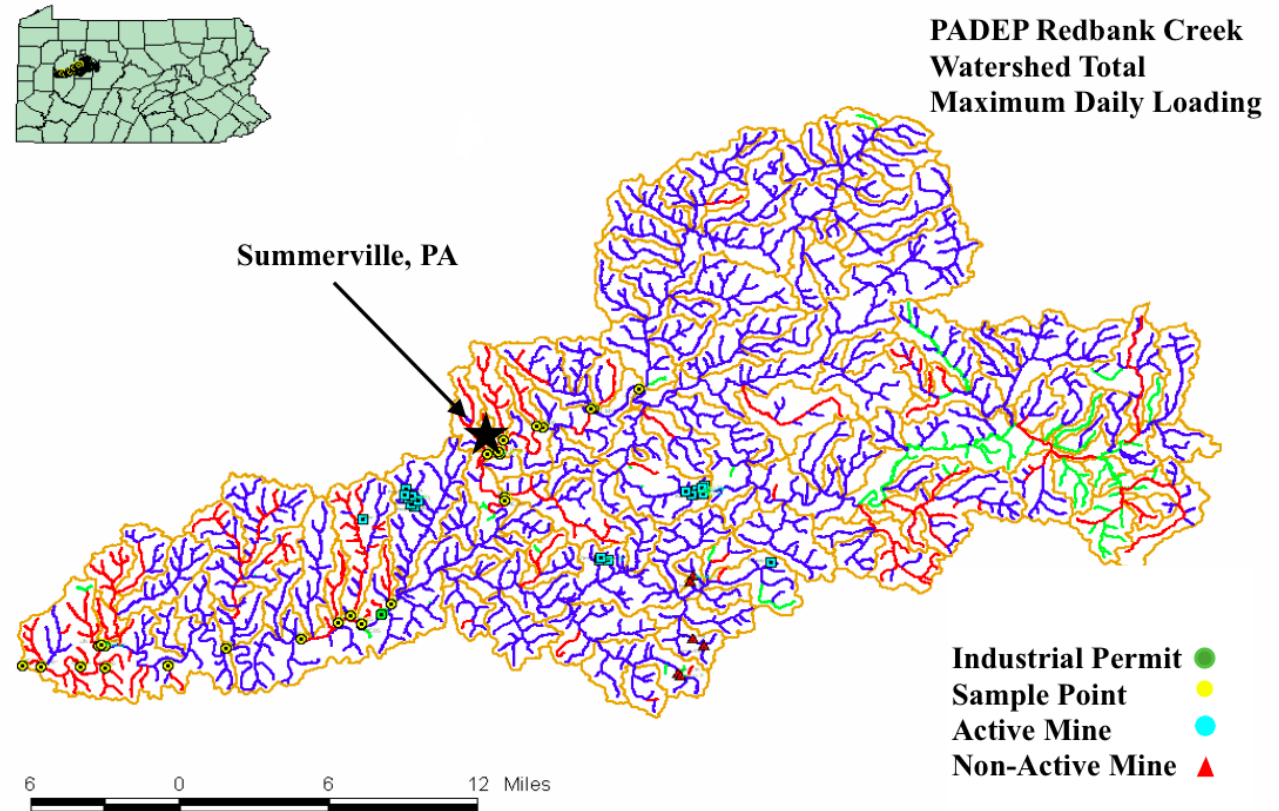 PADEP Redbank Creek
Watershed Total
Maximum Daily Loading
Summerville, PA
Industrial Permit
Sample Point
Active Mine
Non-Active Mine
6 0 6 12 Miles